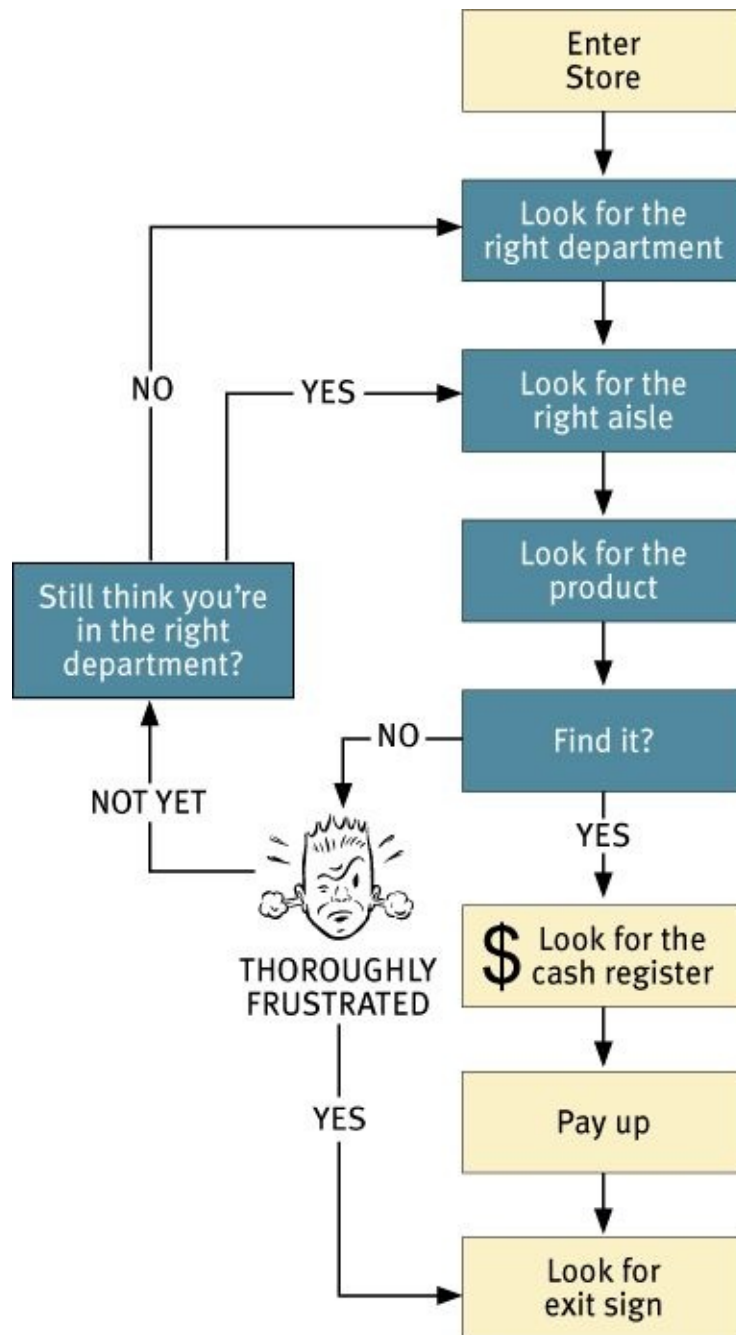 Enter
Store
Look for the
right department
NO
YES
Look for the
right aisle
Look for the
product
Still think you're
in the right
department?
NO
Find it?
NOT YET
YES
THOROUGHLY
FRUSTRATED
$ Look for the
cash register
YES
Pay up
Look for
exit sign